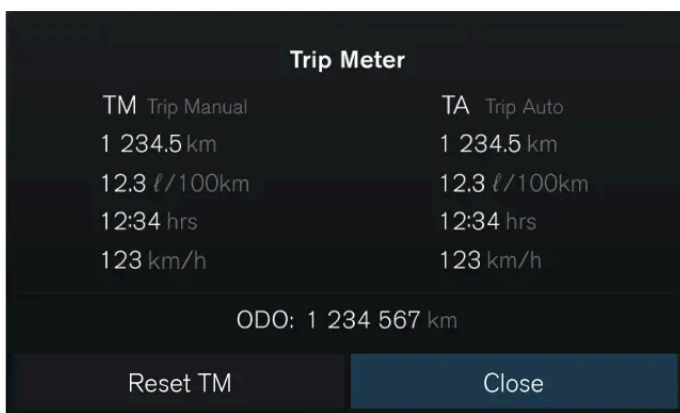 Trip Meter
TM Trip Manual
1 234.5 km
12.3 ℓ/100km
12:34 hrs
123 km/h
TA Trip Auto
1 234.5 km
12.3 ℓ/100km
12:34 hrs
123 km/h
ODO: 1 234 567 km
Reset TM
Close